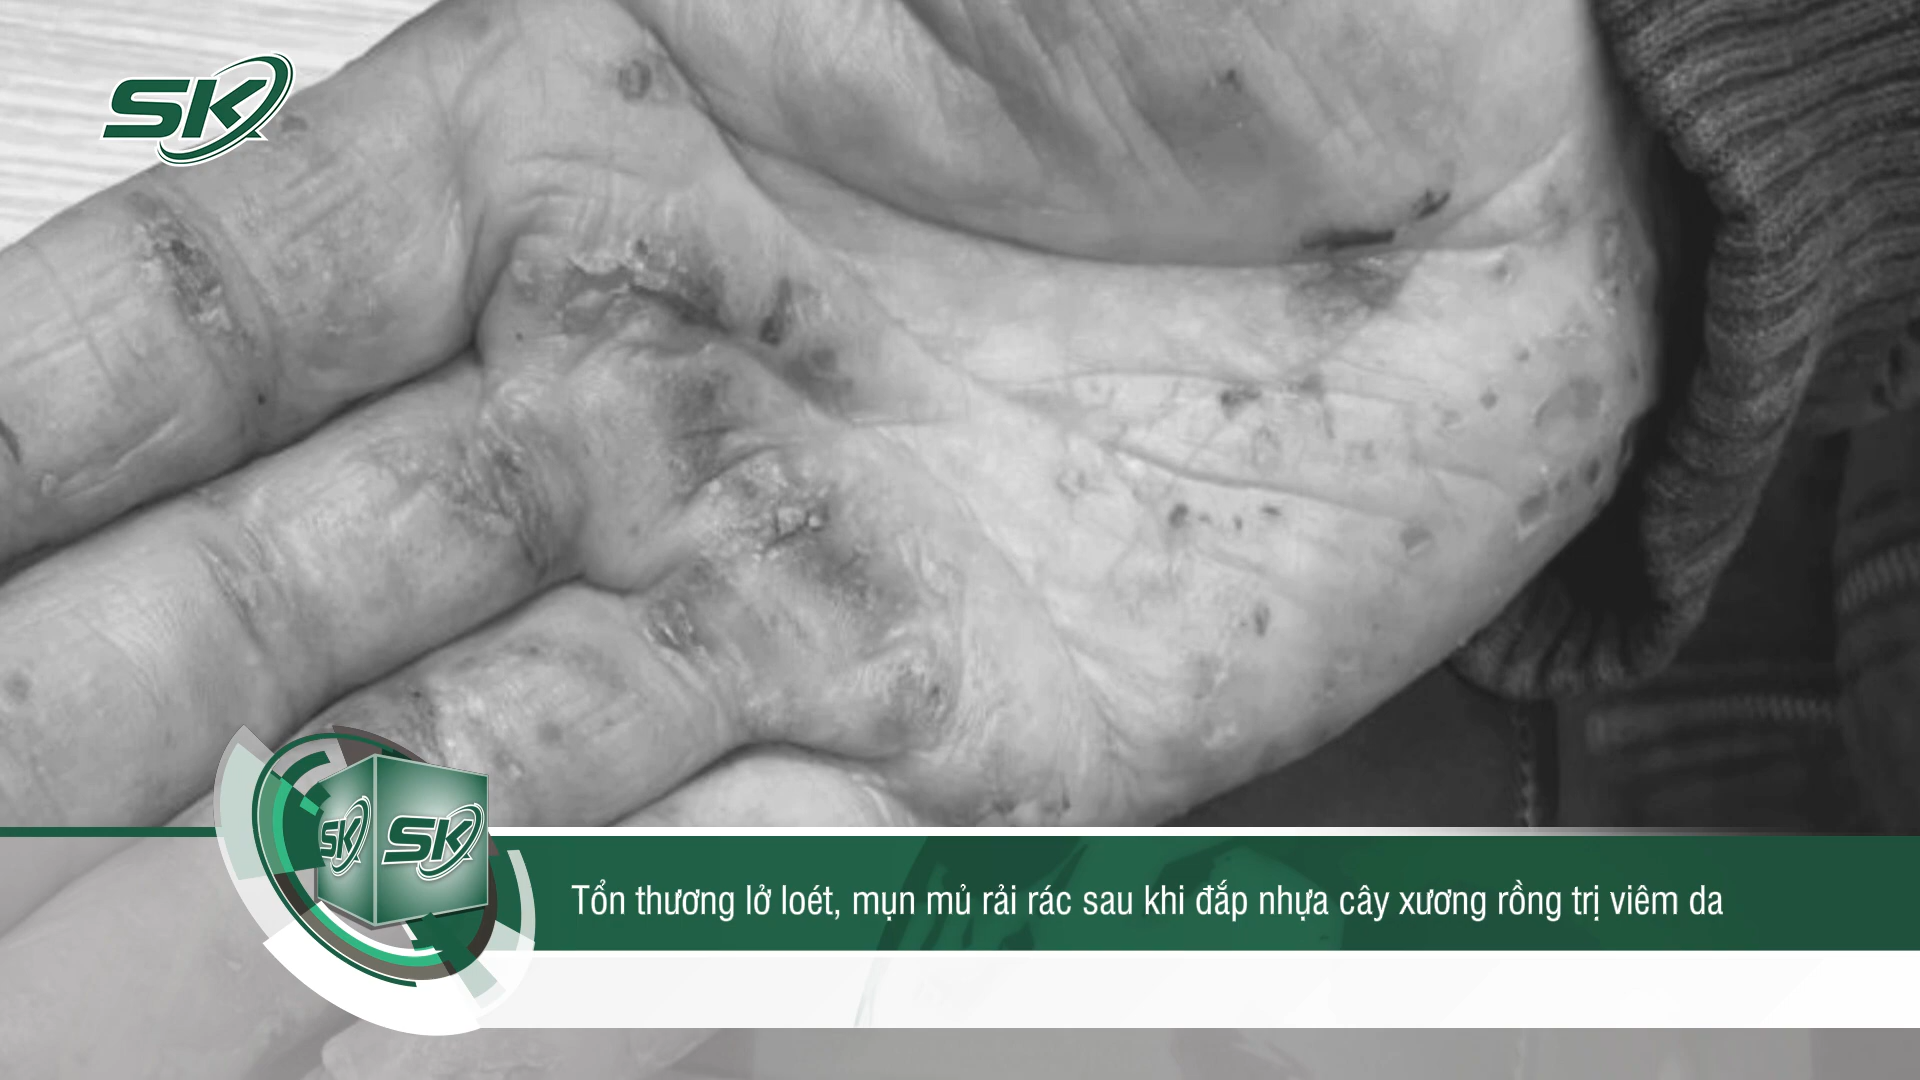 SK
SK
SK
Tổn thương lở loét, mụn mủ rải rác sau khi đắp nhựa cây xương rồng trị viêm da